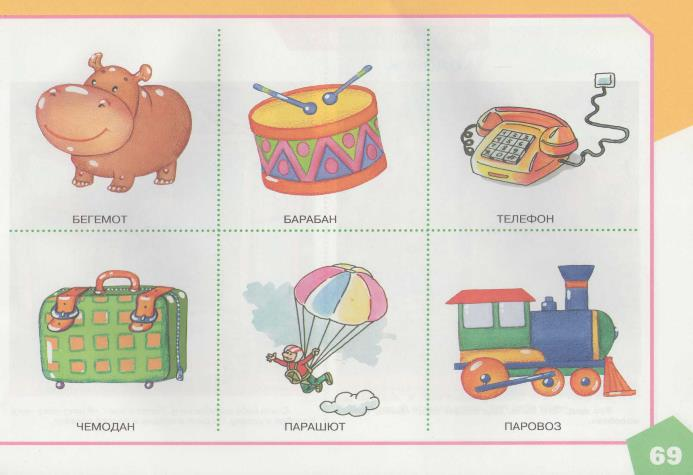 БЕГЕМОТ
БАРАБАН
ТЕЛЕФОН
ЧЕМОДАН
ПАРАШЮТ
ПАРОВОЗ
69